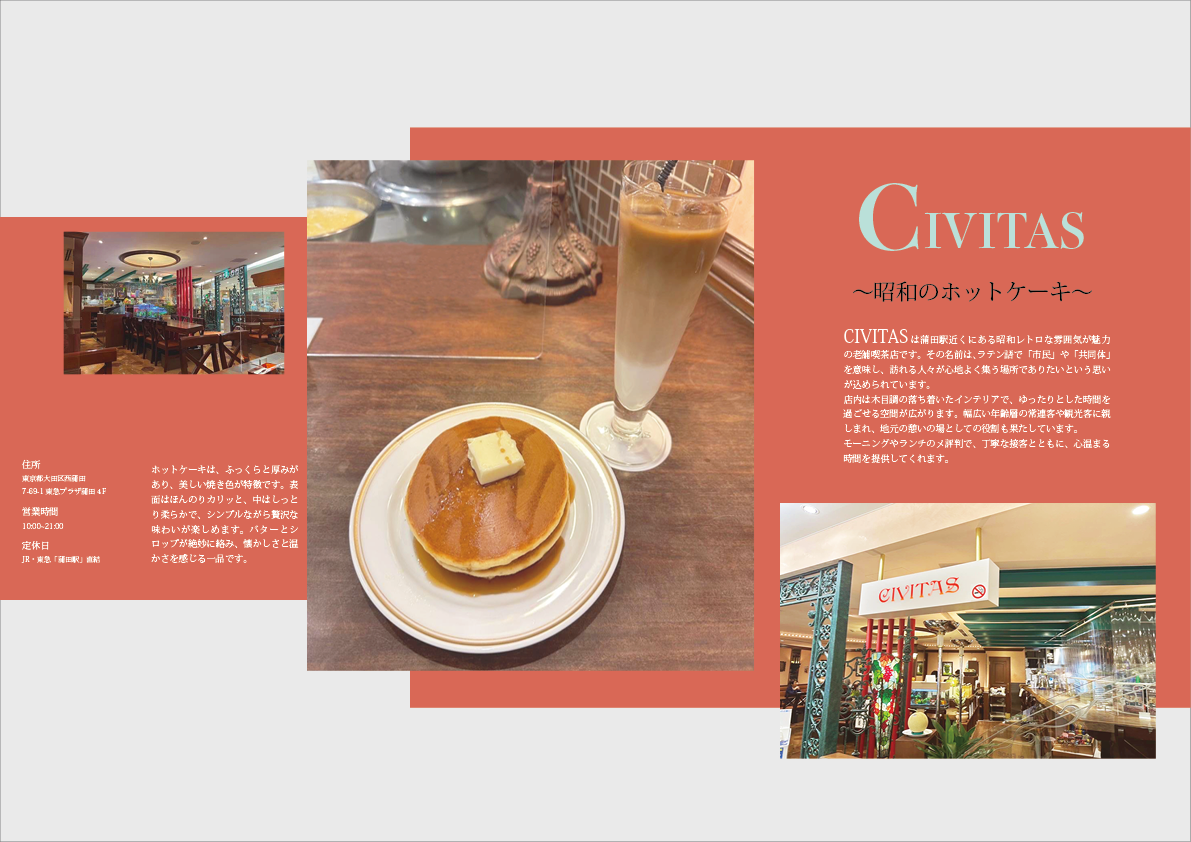 CIVITAS
～昭和のホットケーキ～
CIVITASは蒲田駅近くにある昭和レトロな雰囲気が魅力
の老舗喫茶店です。その名前は、ラテン語で「市民」や「共同体」
を意味し、訪れる人々が心地よく集う場所でありたいという思い
が込められています。
店内は木目調の落ち着いたインテリアで、ゆったりとした時間を
過ごせる空間が広がります。幅広い年齢層の常連客や観光客に親
しまれ、地元の憩いの場としての役割も果たしています。
モーニングやランチのメ評判で、丁寧な接客とともに、心温まる
時間を提供してくれます。
CIVITAS
住所
東京都大田区西蒲田
7-69-1 東急プラザ蒲田 4F
営業時間
10:00~21:00
定休日
JR・東急「蒲田駅」直結
ホットケーキは、ふっくらと厚みが
あり、美しい焼き色が特徴です。表
面はほんのりカリッと、中はしっと
り柔らかで、シンプルながら贅沢な
味わいが楽しめます。バターとシ
ロップが絶妙に絡み、懐かしさと温
かさを感じる一品です。